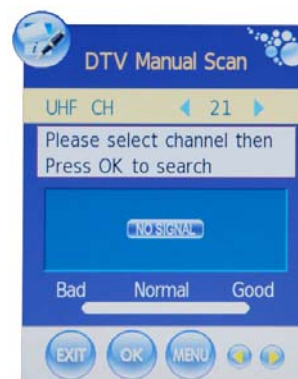 DTV Manual Scan
UHF CH 21
Please select channel then
Press OK to search
NO SIGNAL
Bad Normal Good
EXIT OK MENU